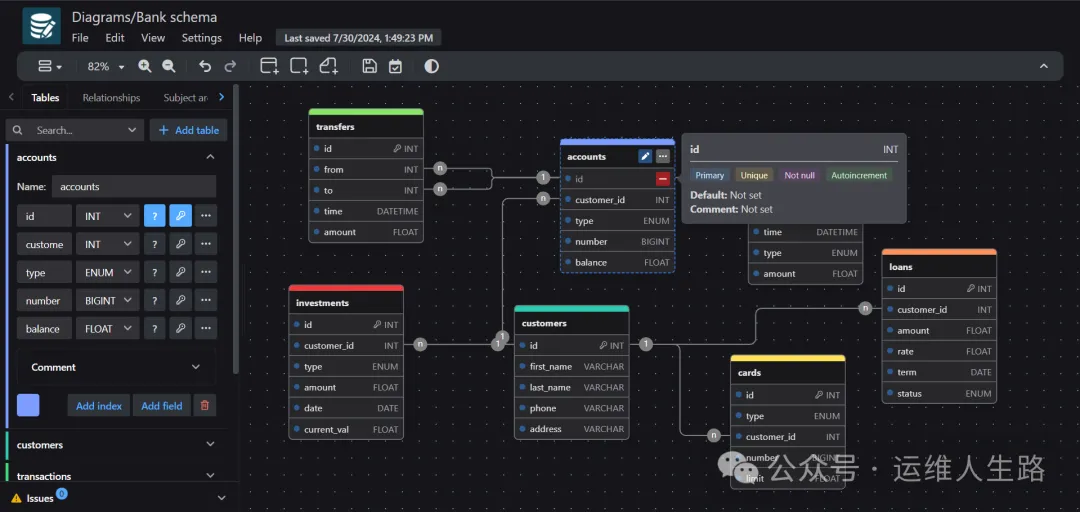 Diagrams/Bank schema
File Edit View Settings Help Last saved 7/30/2024, 1:49:23 PM
82%
Tables Relationships Subject ar
Search... + Add table
accounts
Name: accounts
id INT ?
custome INT ?
type ENUM ?
number BIGINT ?
balance FLOAT ?
Comment
Add index Add field
customers
transactions
Issues 0
transfers
id INT
from INT
to INT
time DATETIME
amount FLOAT
n
n
1
n
accounts
id
customer_id INT
type ENUM
number BIGINT
balance FLOAT
id INT
Primary Unique Not null Autoincrement
Default: Not set
Comment: Not set
time DATETIME
type ENUM
amount FLOAT
loans
id INT
customer_id INT
amount FLOAT
rate FLOAT
term DATE
status ENUM
investments
id INT
customer_id INT
type ENUM
amount FLOAT
date DATE
current_val FLOAT
n
1
1
customers
id INT
first_name VARCHAR
last_name VARCHAR
phone VARCHAR
address VARCHAR
1
n
n
cards
id INT
type ENUM
customer_id INT
number BIGINT
limit FLOAT
公众号 · 运维人生路